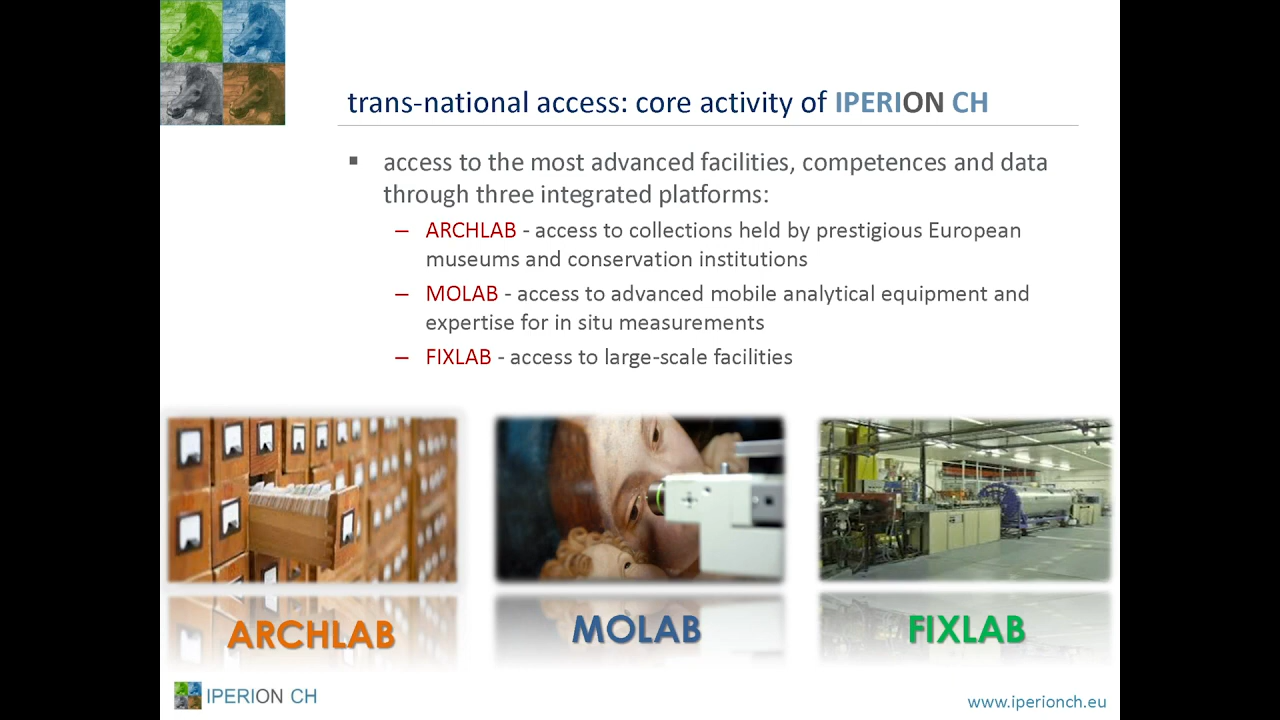 trans-national access: core activity of IPERION CH
▪ access to the most advanced facilities, competences and data
through three integrated platforms:
– ARCHLAB - access to collections held by prestigious European
museums and conservation institutions
– MOLAB - access to advanced mobile analytical equipment and
expertise for in situ measurements
– FIXLAB - access to large-scale facilities
ARCHLAB
MOLAB
FIXLAB
IPERION CH
www.iperionch.eu